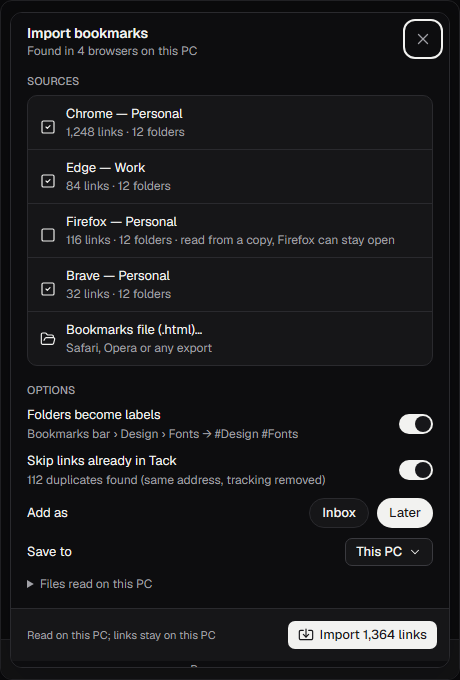 Import bookmarks
Found in 4 browsers on this PC
SOURCES
Chrome — Personal
1,248 links · 12 folders
Edge — Work
84 links · 12 folders
Firefox — Personal
116 links · 12 folders · read from a copy, Firefox can stay open
Brave — Personal
32 links · 12 folders
Bookmarks file (.html)...
Safari, Opera or any export
OPTIONS
Folders become labels
Bookmarks bar › Design › Fonts → #Design #Fonts
Skip links already in Tack
112 duplicates found (same address, tracking removed)
Add as
Inbox
Later
Save to
This PC
Files read on this PC
Read on this PC; links stay on this PC
Import 1,364 links